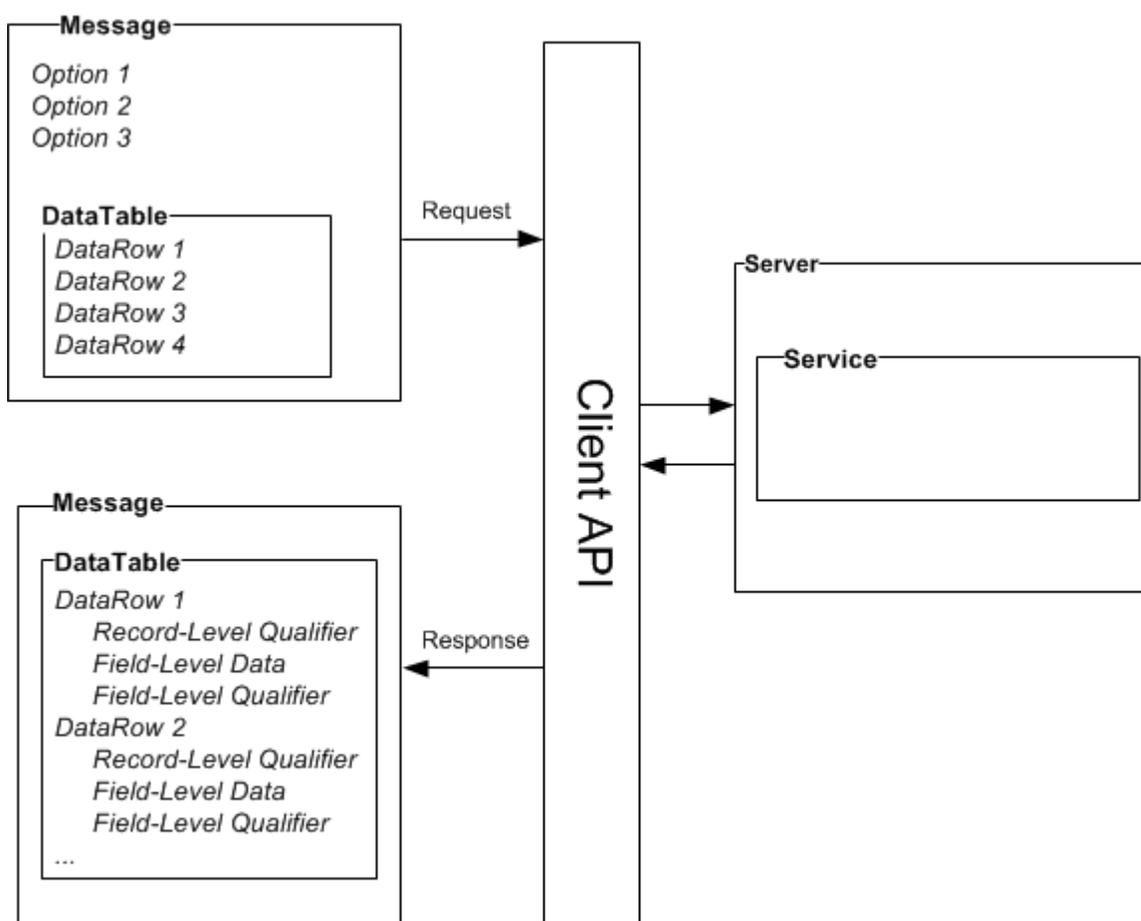 Message
Option 1
Option 2
Option 3
DataTable
DataRow 1
DataRow 2
DataRow 3
DataRow 4
Request
Client API
Server
Service
Message
DataTable
DataRow 1
Record-Level Qualifier
Field-Level Data
Field-Level Qualifier
DataRow 2
Record-Level Qualifier
Field-Level Data
Field-Level Qualifier
...
Response